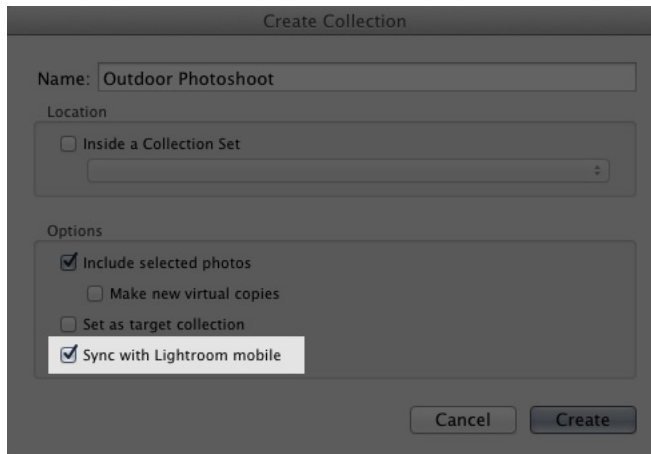 Create Collection
Name: Outdoor Photoshoot
Location
Inside a Collection Set
Options
Include selected photos
Make new virtual copies
Set as target collection
Sync with Lightroom mobile
Cancel Create